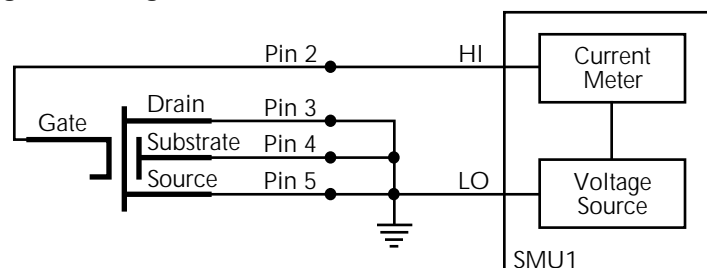 Pin 2
HI
Current
Meter
Drain
Pin 3
Gate
Substrate
Pin 4
Source
Pin 5
LO
Voltage
Source
SMU1